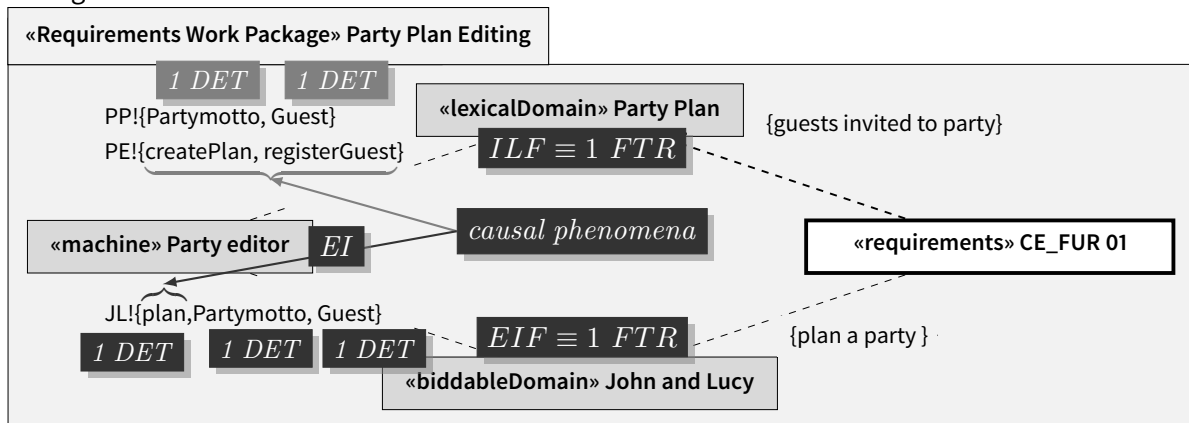 «Requirements Work Package» Party Plan Editing
1 DET 1 DET
PP!{Partymotto, Guest}
«lexicalDomain» Party Plan
{guests invited to party}
PE!{createPlan, registerGuest}
ILF ≡ 1 FTR
causal phenomena
«machine» Party editor
EI
«requirements» CE_FUR 01
JL!{plan,Partymotto, Guest}
EIF ≡ 1 FTR
{plan a party }
1 DET 1 DET 1 DET
«biddableDomain» John and Lucy